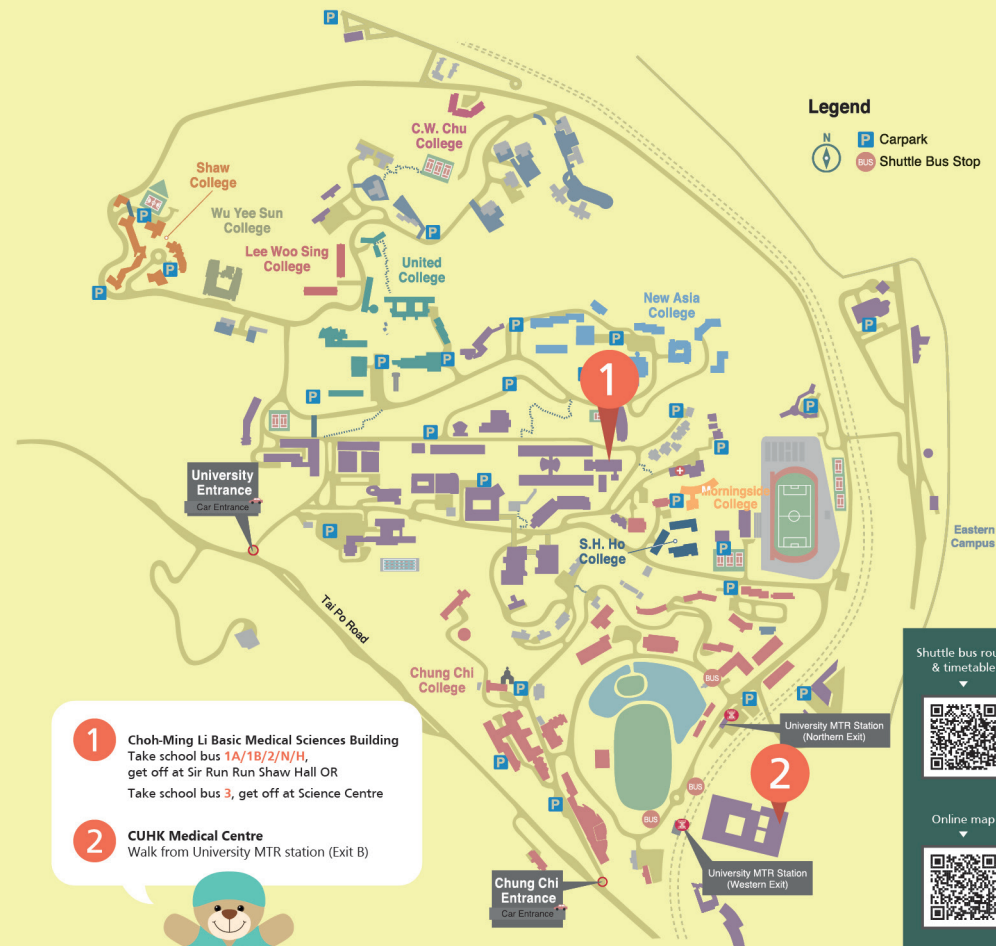 P
Legend
N
P Carpark
BUS Shuttle Bus Stop
C.W. Chu
College
Shaw
College
P
Wu Yee Sun
College
P
Lee Woo Sing
College
United
College
P
P
New Asia
College
P
P
P
P
P
1
P
P
P
P
P
P
P
University
Entrance
Car Entrance
P
Morningside
College
P
P
S.H. Ho
College
P
Eastern
Campus
P
Tai Po Road
Chung Chi
College
P
BUS
P
P
University MTR Station
(Northern Exit)
P
2
BUS
P
BUS
University MTR Station
(Western Exit)
Chung Chi
Entrance
Car Entrance
Shuttle bus rou
& timetable
Online map
1
Choh-Ming Li Basic Medical Sciences Building
Take school bus 1A/1B/2/N/H,
get off at Sir Run Run Shaw Hall OR
Take school bus 3, get off at Science Centre
2
CUHK Medical Centre
Walk from University MTR station (Exit B)